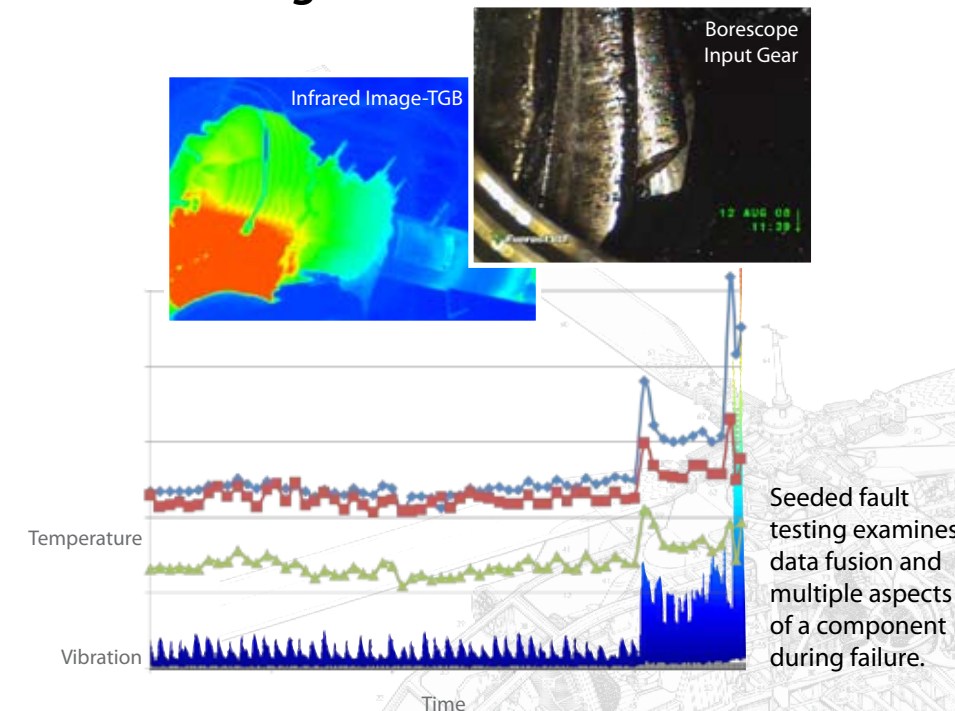 Borescope
Input Gear
Infrared Image-TGB
12 AUG 08
11:39
Temperature
Vibration
Time
Seeded fault
testing examines
data fusion and
multiple aspects
of a component
during failure.